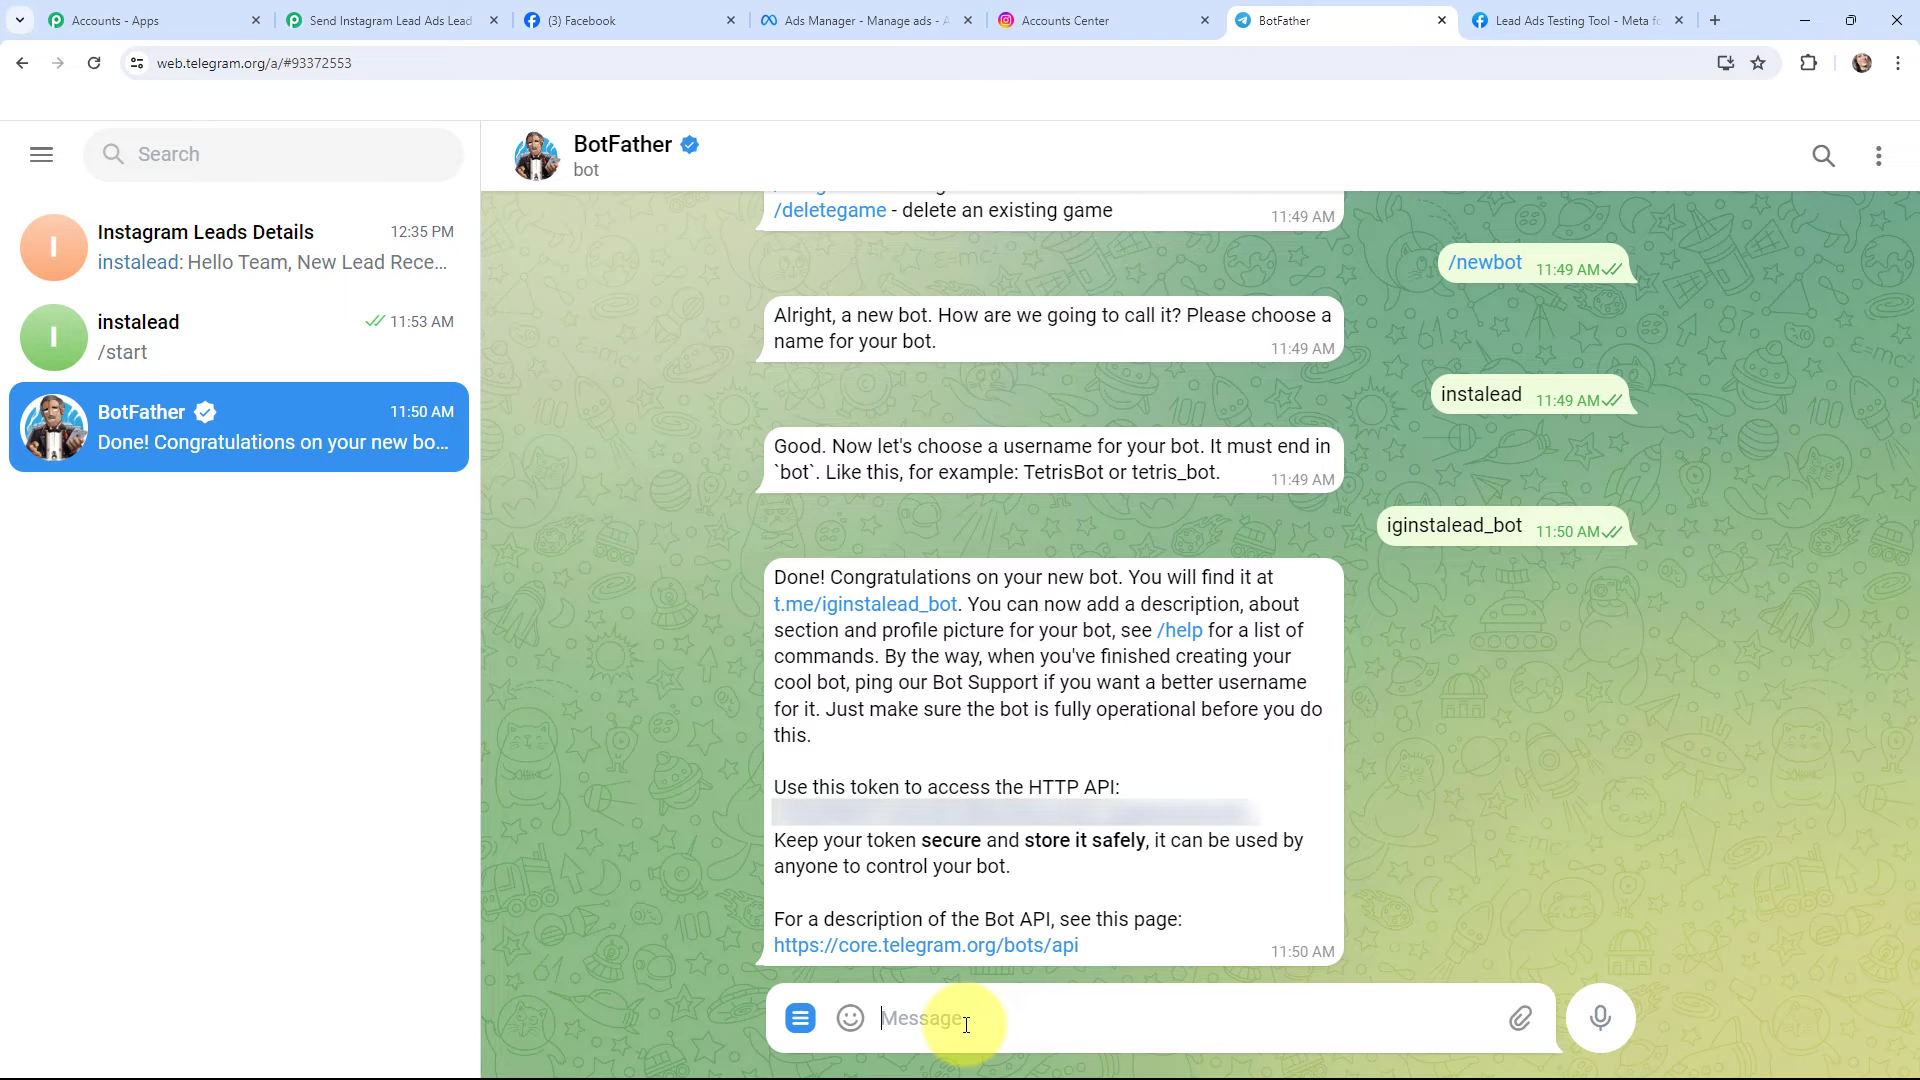 Accounts - Apps
Send Instagram Lead Ads Lead
(3) Facebook
Ads Manager - Manage ads - A
Accounts Center
BotFather
Lead Ads Testing Tool - Meta fo
web.telegram.org/a/#93372553
Search
Instagram Leads Details 12:35 PM
instalead: Hello Team, New Lead Rece...
instalead 11:53 AM
/start
BotFather 11:50 AM
Done! Congratulations on your new bo...
BotFather
bot
/deletegame - delete an existing game
11:49 AM
/newbot 11:49 AM
Alright, a new bot. How are we going to call it? Please choose a
name for your bot.
11:49 AM
instalead 11:49 AM
Good. Now let's choose a username for your bot. It must end in
`bot`. Like this, for example: TetrisBot or tetris_bot.
11:49 AM
iginstalead_bot 11:50 AM
Done! Congratulations on your new bot. You will find it at
t.me/iginstalead_bot. You can now add a description, about
section and profile picture for your bot, see /help for a list of
commands. By the way, when you've finished creating your
cool bot, ping our Bot Support if you want a better username
for it. Just make sure the bot is fully operational before you do
this.
Use this token to access the HTTP API:
Keep your token secure and store it safely, it can be used by
anyone to control your bot.
For a description of the Bot API, see this page:
https://core.telegram.org/bots/api
11:50 AM
Message